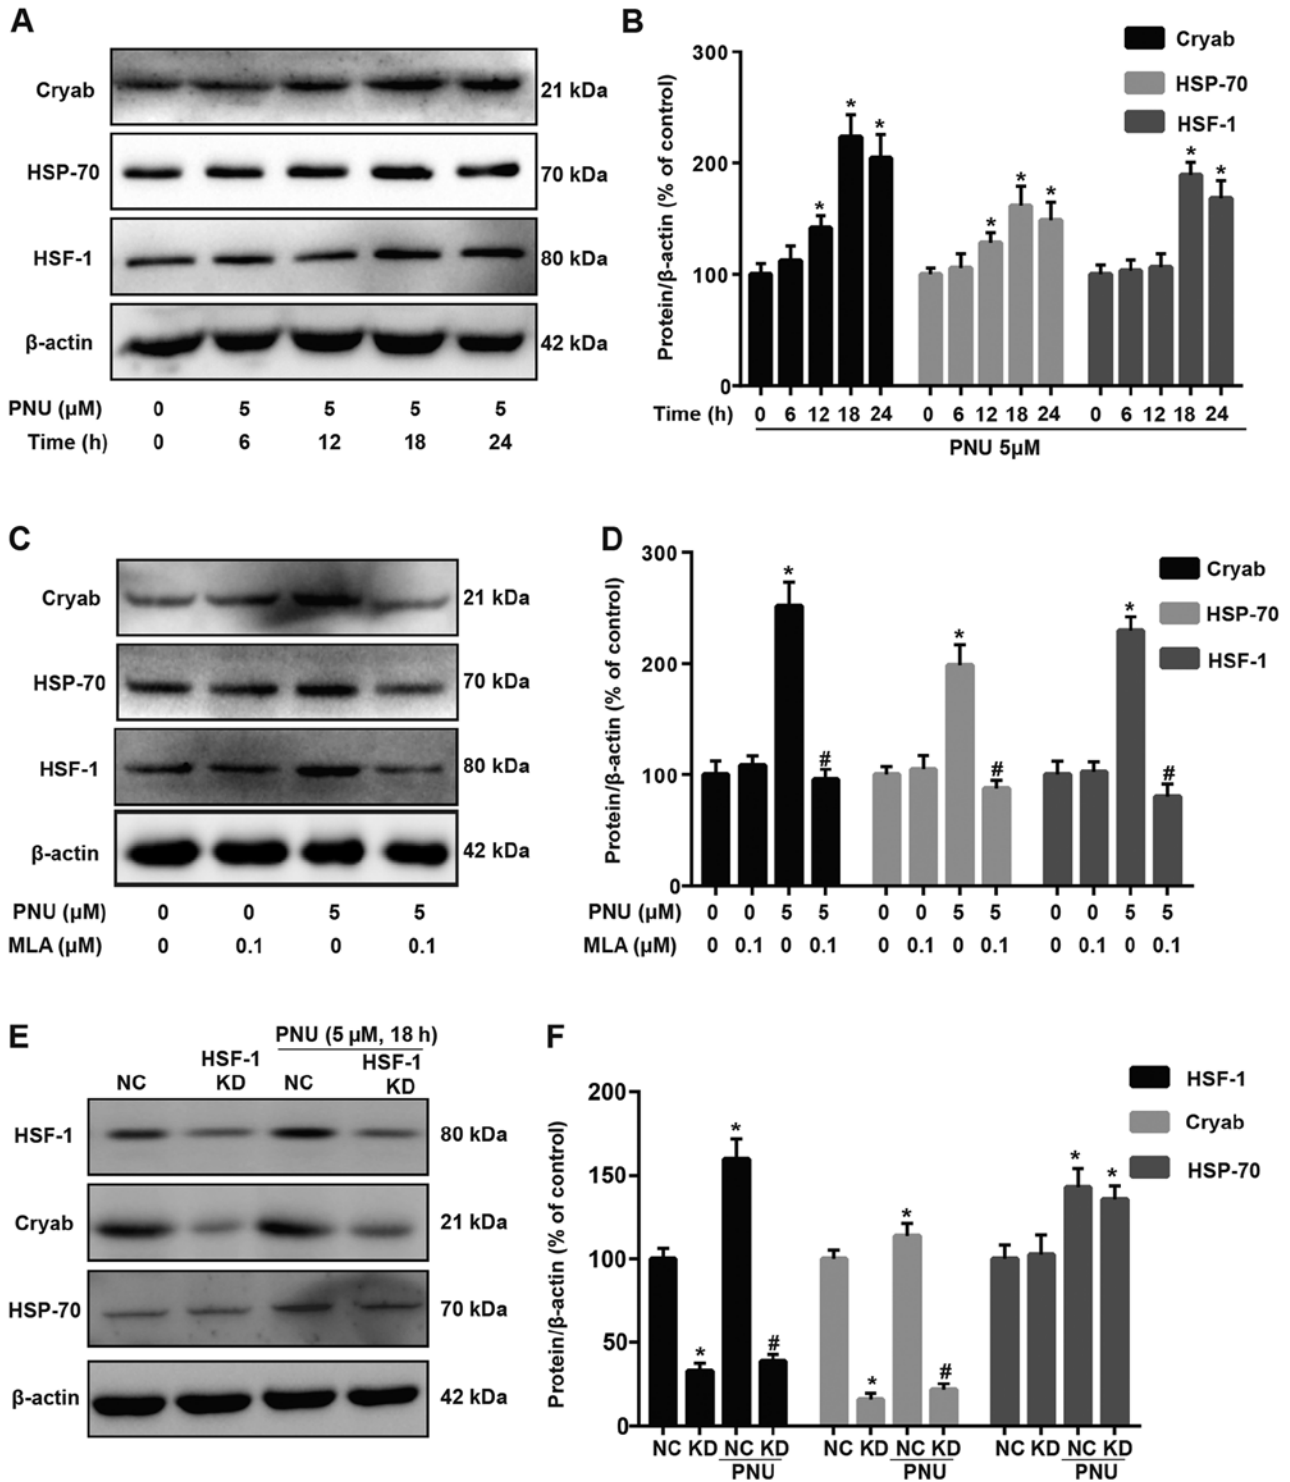 A
Cryab
21 kDa
HSP-70
70 kDa
HSF-1
80 kDa
β-actin
42 kDa
PNU (µM) 0 5 5 5 5
Time (h) 0 6 12 18 24
B
Cryab
HSP-70
HSF-1
Protein/β-actin (% of control)
300
200
100
0
* * * * * * * *
Time (h) 0 6 12 18 24 0 6 12 18 24 0 6 12 18 24
PNU 5µM
C
Cryab
21 kDa
HSP-70
70 kDa
HSF-1
80 kDa
β-actin
42 kDa
PNU (µM) 0 0 5 5
MLA (µM) 0 0.1 0 0.1
D
Cryab
HSP-70
HSF-1
Protein/β-actin (% of control)
300
200
100
0
* # * # * #
PNU (µM) 0 0 5 5 0 0 5 5 0 0 5 5
MLA (µM) 0 0.1 0 0.1 0 0.1 0 0.1 0 0.1 0 0.1
E
PNU (5 µM, 18 h)
NC HSF-1 KD NC HSF-1 KD
HSF-1
80 kDa
Cryab
21 kDa
HSP-70
70 kDa
β-actin
42 kDa
F
HSF-1
Cryab
HSP-70
Protein/β-actin (% of control)
200
150
100
50
0
* * # * * # * *
NC KD NC KD NC KD NC KD NC KD NC KD
PNU PNU PNU